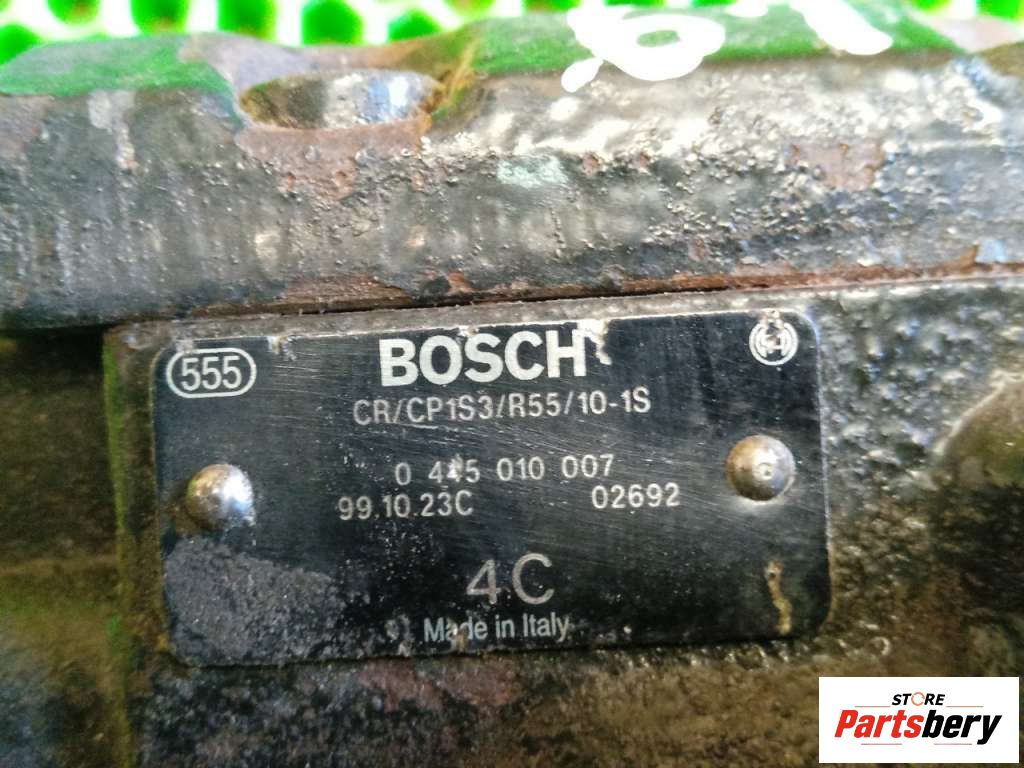 555
BOSCH
CR/CP1S3/R55/10-1S
0 445 010 007
99.10.23C 02692
4C
Made in Italy
STORE
Partsbery